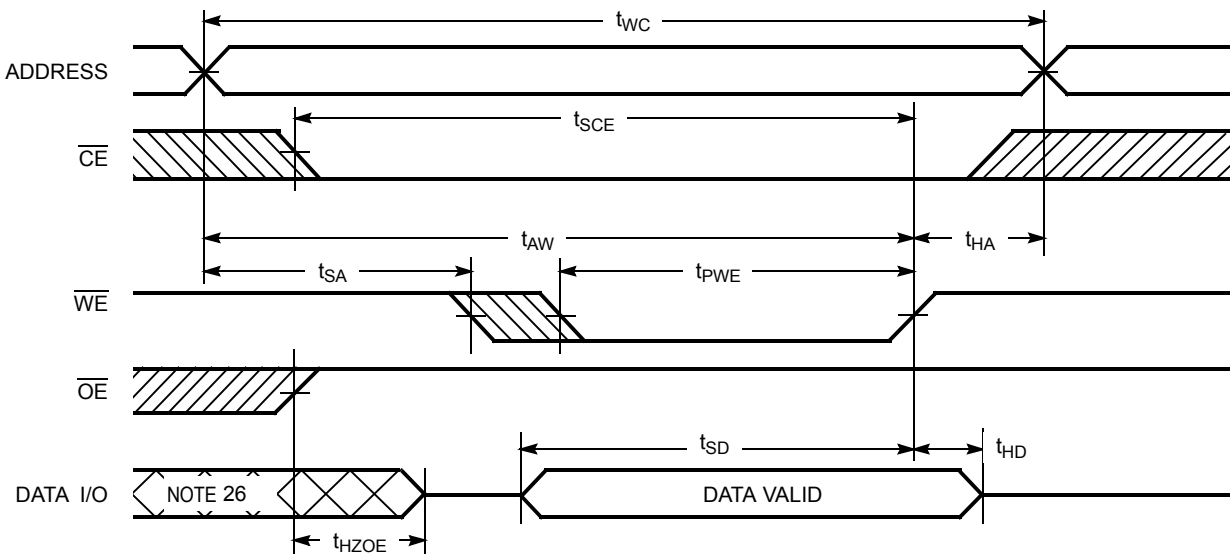 tWC
ADDRESS
tSCE
CE
tAW
tHA
tSA
tPWE
WE
OE
tSD
tHD
DATA I/O
NOTE 26
DATA VALID
tHZOE